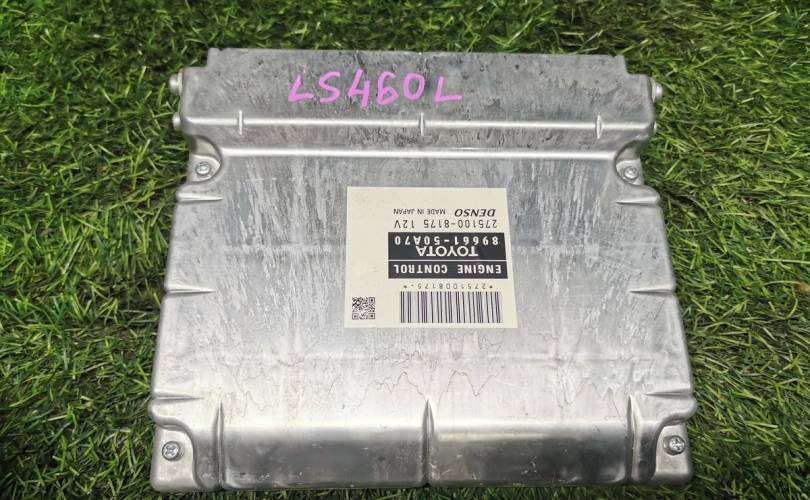 LS460L
*2751008175-*
ENGINE CONTROL
TOYOTA
89661-50A70
275100-8175 12V
DENSO
MADE IN JAPAN